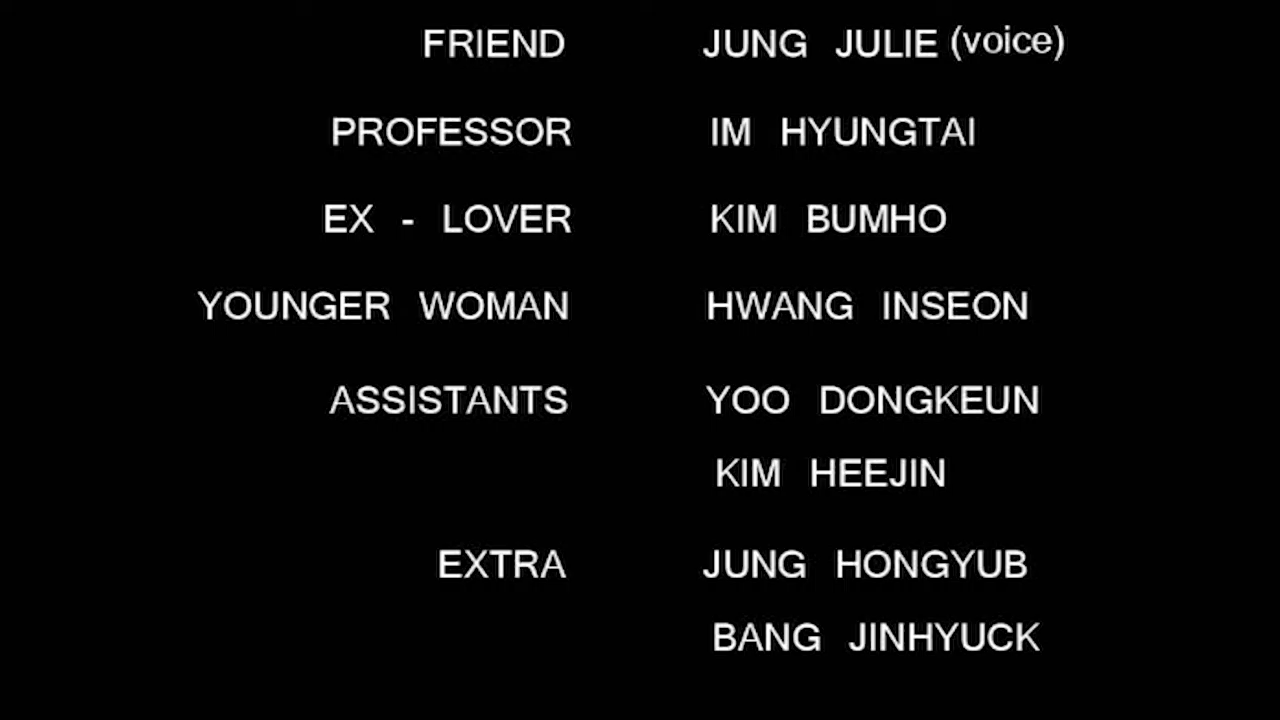 FRIEND JUNG JULIE (voice)
PROFESSOR IM HYUNGTAI
EX - LOVER KIM BUMHO
YOUNGER WOMAN HWANG INSEON
ASSISTANTS YOO DONGKEUN
KIM HEEJIN
EXTRA JUNG HONGYUB
BANG JINHYUCK